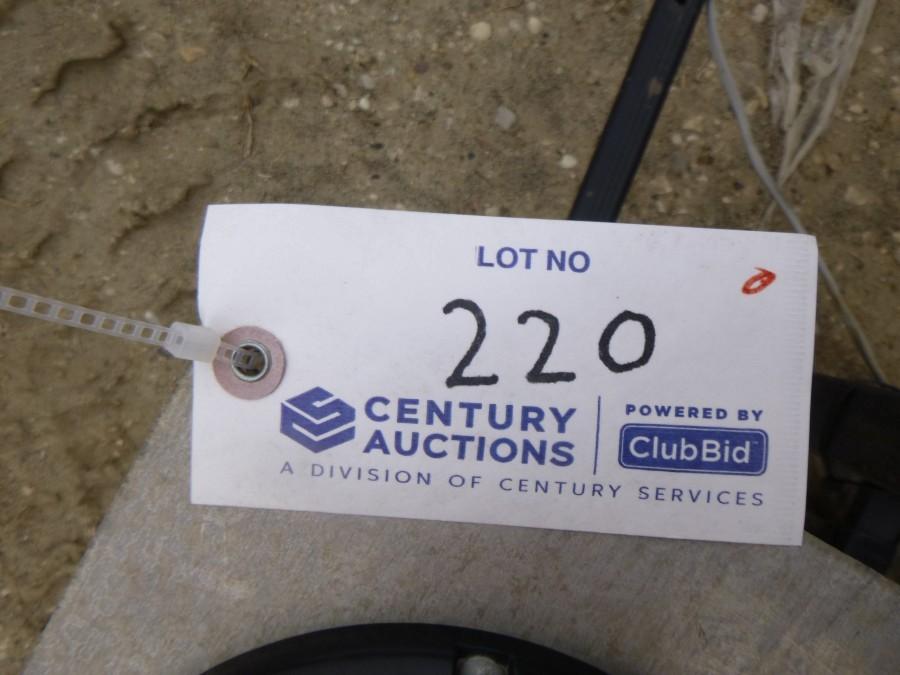 LOT NO
220
CENTURY
AUCTIONS
POWERED BY
ClubBid
A DIVISION OF CENTURY SERVICES